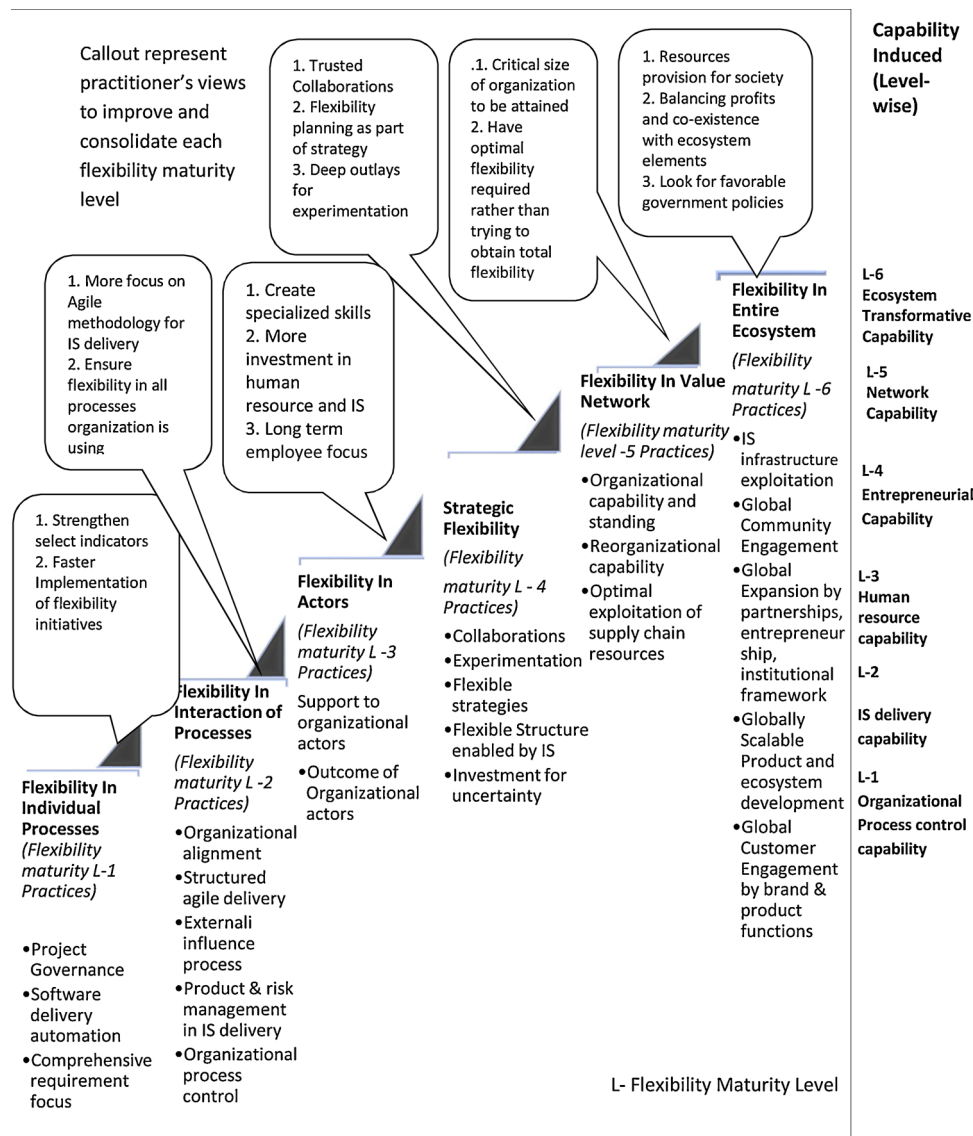 Callout represent
practitioner's views
to improve and
consolidate each
flexibility maturity
level
1. Trusted
Collaborations
2. Flexibility
planning as part
of strategy
3. Deep outlays
for
experimentation
.1. Critical size
of organization
to be attained
2. Have
optimal
flexibility
required
rather than
trying to
obtain total
flexibility
1. Resources
provision for society
2. Balancing profits
and co-existence
with ecosystem
elements
3. Look for favorable
government policies
1. More focus on
Agile
methodology for
IS delivery
2. Ensure
flexibility in all
processes
organization is
using
1. Create
specialized skills
2. More
investment in
human
resource and IS
3. Long term
employee focus
1. Strengthen
select indicators
2. Faster
Implementation
of flexibility
initiatives
Flexibility In
Individual
Processes
(Flexibility
maturity L-1
Practices)
•Project
Governance
•Software
delivery
automation
•Comprehensive
requirement
focus
Flexibility In
Interaction of
Processes
(Flexibility
maturity L -2
Practices)
•Organizational
alignment
•Structured
agile delivery
•Externali
influence
process
•Product & risk
management
in IS delivery
•Organizational
process
control
Flexibility In
Actors
(Flexibility
maturity L -3
Practices)
Support to
organizational
actors
•Outcome of
Organizational
actors
Strategic
Flexibility
(Flexibility
maturity L - 4
Practices)
•Collaborations
•Experimentation
•Flexible
strategies
•Flexible Structure
enabled by IS
•Investment for
uncertainty
Flexibility In Value
Network
(Flexibility maturity
level -5 Practices)
•Organizational
capability and
standing
•Reorganizational
capability
•Optimal
exploitation of
supply chain
resources
Flexibility In
Entire
Ecosystem
(Flexibility
maturity L -6
Practices)
•IS
infrastructure
exploitation
•Global
Community
Engagement
•Global
Expansion by
partnerships,
entrepreneur
ship,
institutional
framework
•Globally
Scalable
Product and
ecosystem
development
•Global
Customer
Engagement
by brand &
product
functions
L- Flexibility Maturity Level
Capability
Induced
(Level-
wise)
L-6
Ecosystem
Transformative
Capability
L-5
Network
Capability
L-4
Entrepreneurial
Capability
L-3
Human
resource
capability
L-2
IS delivery
capability
L-1
Organizational
Process control
capability